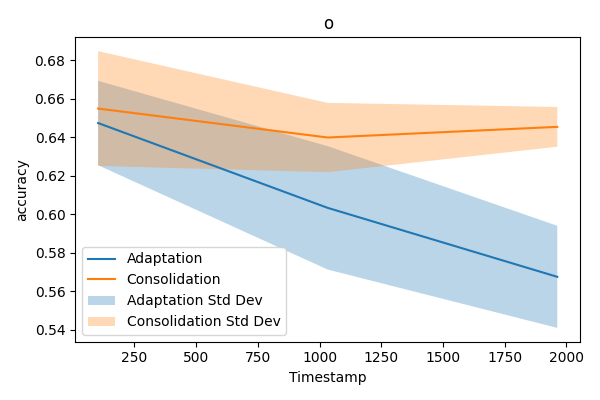 o
0.68
0.66
0.64
0.62
0.60
0.58
0.56
0.54
accuracy
Adaptation
Consolidation
Adaptation Std Dev
Consolidation Std Dev
250 500 750 1000 1250 1500 1750 2000
Timestamp